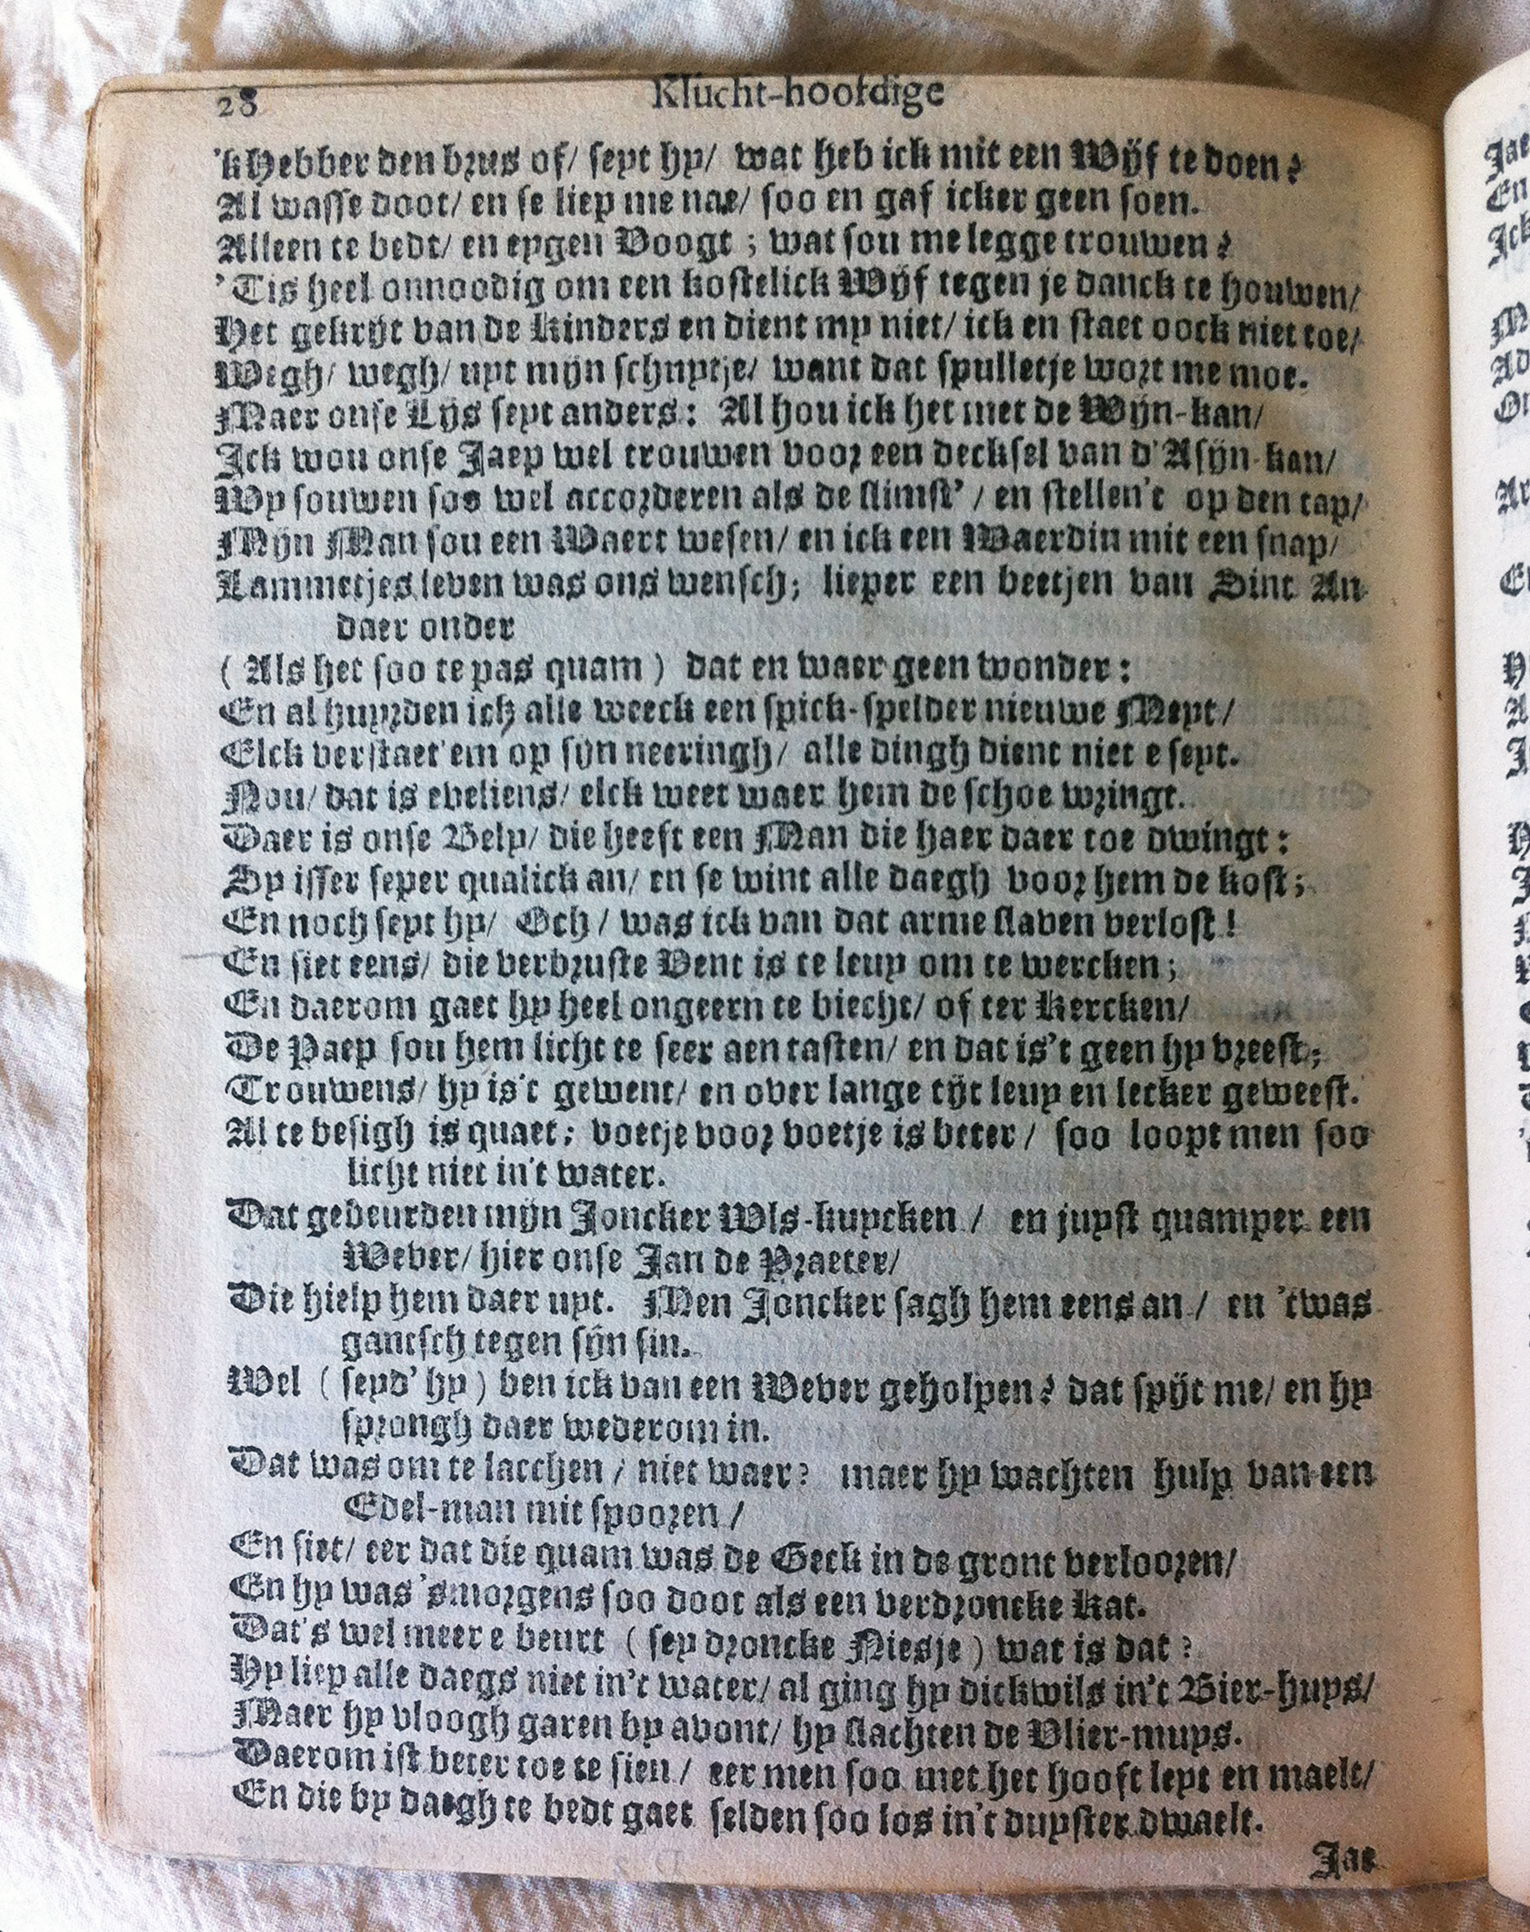 28 Klucht-hoofdige
'k Hebber den brus of/ seyt hy/ wat heb ick mit een Wijf te doen?
Al wasse doot/ en se liep me nae/ soo en gaf icker geen soen.
Alleen te bedt/ en eygen Voogt; wat sou me legge trouwen?
'Tis heel onnoodig om een kostelick Wijf tegen je danck te houwen/
Het gekrijt van de kinders en dient my niet/ ick en staet oock niet toe/
Wegh/ wegh/ uyt mijn schuytje/ want dat spulletje wort me moe.
Maer onse Lijs seyt anders: Al hou ick het met de Wijn-kan/
Ick wou onse Jaep wel trouwen voor een decksel van d'Asijn-kan/
Wy souwen soo wel accorderen als de slimst'/ en stellen't op den tap/
Mijn Man sou een Waert wesen/ en ick een Waerdin mit een snap/
Lammetjes leven was ons wensch; lieper een beetjen van Sint An
daer onder
(Als het soo te pas quam) dat en waer geen wonder:
En al huyrden ick alle weeck een spick-spelder nieuwe Meyt/
Elck verstaet'em op sijn neeringh/ alle dingh dient niet e seyt.
Nou/ dat is eveliens/ elck weet waer hem de schoe wringt.
Daer is onse Bely/ die heeft een Man die haer daer toe dwingt:
Sy isser seper qualick an/ en se wint alle daegh voor hem de kost;
En noch seyt hy/ Och/ was ick van dat arme slaven verlost!
En siet eens/ die verbruste Vent is te leuy om te wercken;
En daerom gaet hy heel ongeern te biecht/ of ter Kercken/
De Paep sou hem licht te seer aen tasten/ en dat is't geen hy vreest;
Trouwens/ hy is't gewent/ en over lange tijt leuy en lecker geweest.
Al te besigh is quaet; voetje voor voetje is beter/ soo loopt men soo
licht niet in't water.
Dat gebeurden mijn Joncker Wls-kuycken/ en juyst quamper een
Wever/ hier onse Jan de Praeter/
Die hielp hem daer uyt. Men Joncker sagh hem eens an/ en 'twas
gantsch tegen sijn sin.
Wel (seyd' hy) ben ick van een Wever geholpen? dat spijt me/ en hy
sprongh daer wederom in.
Dat was om te lacchen/ niet waer? maer hy wachten hulp van een
Edel-man mit sporen/
En siet/ eer dat die quam was de Geck in de gront verlooren/
En hy was 'smorgens soo doot als een verdroncke Kat.
Dat's wel meer e beurt (sey droncke Niesje) wat is dat?
Hy liep alle daegs niet in't water/ al ging hy dickwils in't Bier-huys/
Maer hy vloogh garen by avont/ hy slachten de Vlier-muys.
Daerom ist beter toe te sien/ eer men soo met het hooft leyt en maelt/
En die by daegh te bedt gaet selden soo los in't duyster dwaelt.
Jae